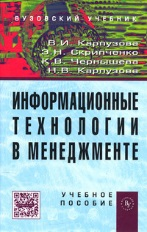 ВУЗОВСКИЙ УЧЕБНИК
В.И. Карпузова
Э.Н. Скрипченко
К.В. Чернышева
Н.В. Карпузова
ИНФОРМАЦИОННЫЕ
ТЕХНОЛОГИИ
В МЕНЕДЖМЕНТЕ
УЧЕБНОЕ
ПОСОБИЕ